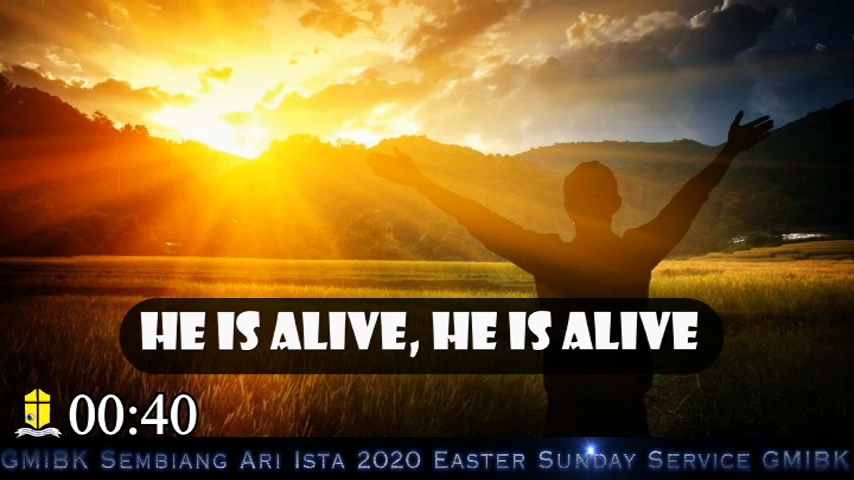 HE IS ALIVE, HE IS ALIVE
00:40
GMIBK SEMBIANG ARI ISTA 2020 EASTER SUNDAY SERVICE GMIBK